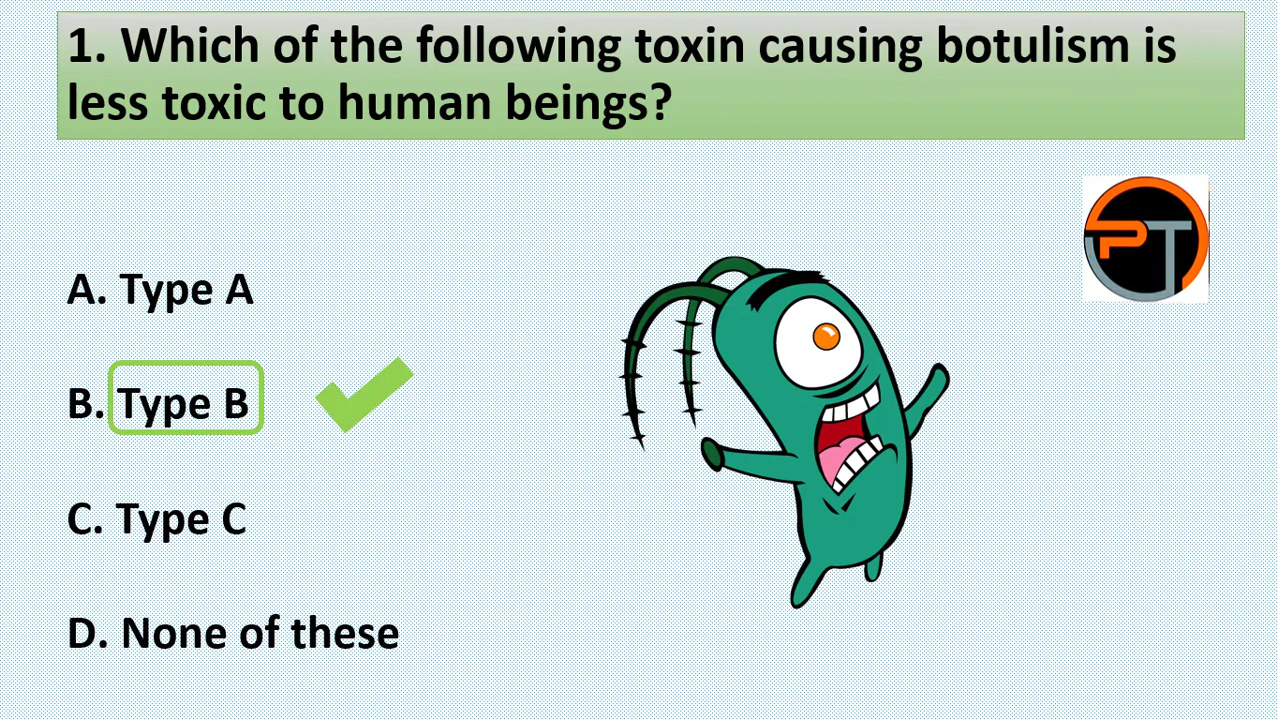 1. Which of the following toxin causing botulism is
less toxic to human beings?
PT
A. Type A
B. Type B
C. Type C
D. None of these